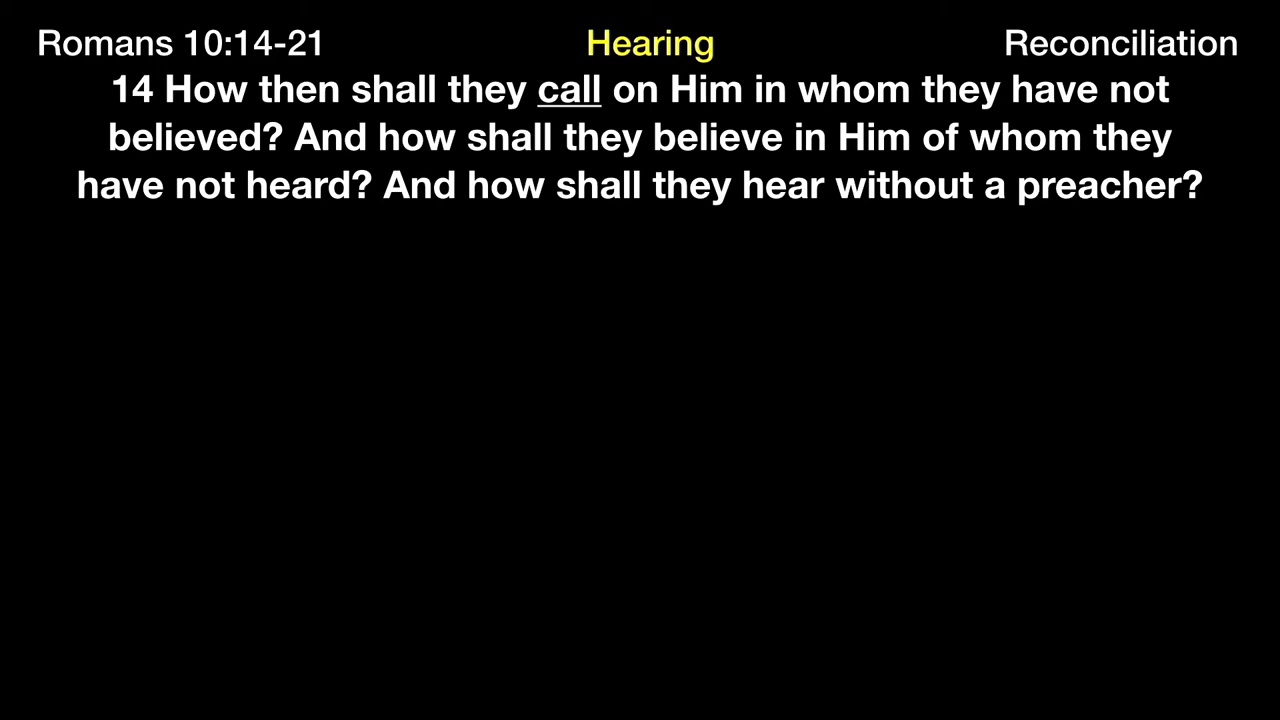 Romans 10:14-21 Hearing Reconciliation
14 How then shall they call on Him in whom they have not
believed? And how shall they believe in Him of whom they
have not heard? And how shall they hear without a preacher?